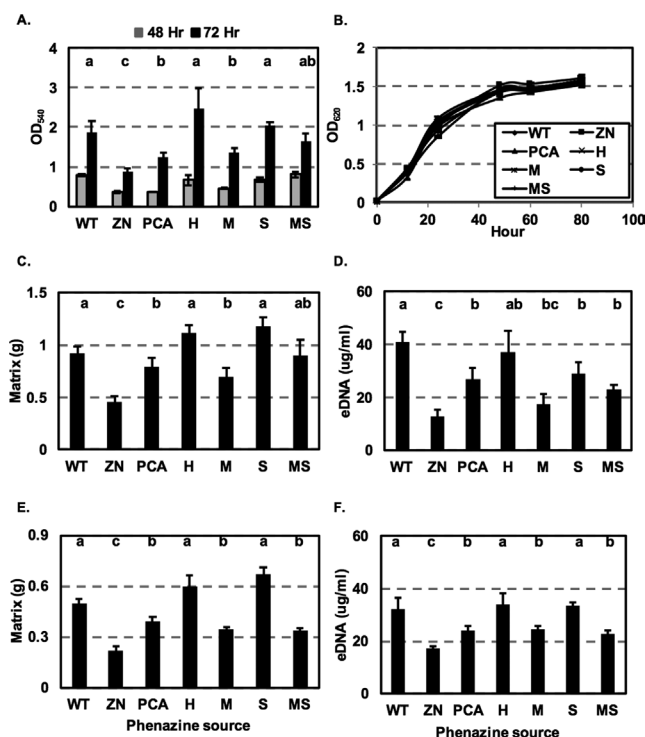 A.
48 Hr 72 Hr
a c b a b a ab
3
2
1
0
OD540
WT ZN PCA H M S MS
B.
2
1.5
1
0.5
0
OD620
WT ZN
PCA H
M S
MS
0 20 40 60 80 100
Hour
C.
a c b a b a ab
1.5
1
0.5
0
Matrix (g)
WT ZN PCA H M S MS
D.
a c b ab bc b b
60
40
20
0
eDNA (ug/ml)
WT ZN PCA H M S MS
E.
a c b a b a b
0.9
0.6
0.3
0
Matrix (g)
WT ZN PCA H M S MS
Phenazine source
F.
a c b a b a b
60
40
20
0
eDNA (ug/ml)
WT ZN PCA H M S MS
Phenazine source